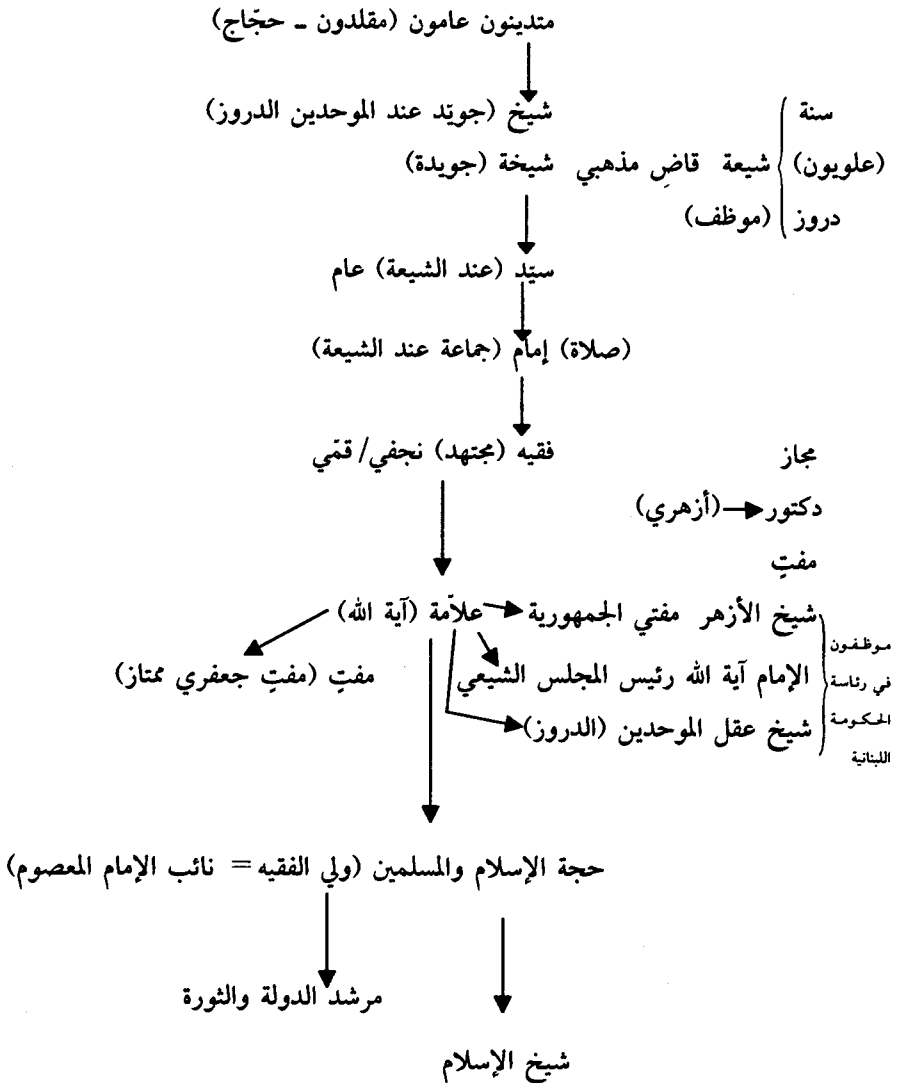 متدينون عامون (مقلدون - حجّاج)
شيخ (جويّد عند الموحدين الدروز)
سنة
(علويون) شيعة قاضٍ مذهبي شيخة (جويدة)
دروز (موظف)
سيّد (عند الشيعة) عام
(صلاة) إمام (جماعة عند الشيعة)
فقيه (مجتهد) نجفي/قمّي
مجاز
دكتور (أزهري)
مفتٍ
شيخ الأزهر مفتي الجمهورية علاّمة (آية الله)
موظفون
في رئاسة
الحكومة
اللبنانية
الإمام آية الله رئيس المجلس الشيعي
مفتٍ (مفتٍ جعفري ممتاز)
شيخ عقل الموحدين (الدروز)
حجة الإسلام والمسلمين (ولي الفقيه = نائب الإمام المعصوم)
مرشد الدولة والثورة
شيخ الإسلام